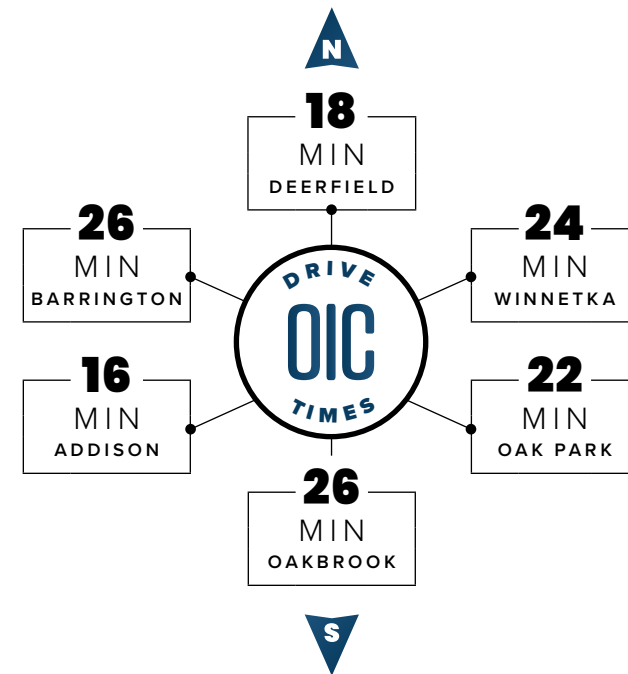 N
18
MIN
DEERFIELD
26
MIN
BARRINGTON
24
MIN
WINNETKA
DRIVE
OIC
TIMES
16
MIN
ADDISON
22
MIN
OAK PARK
26
MIN
OAKBROOK
S